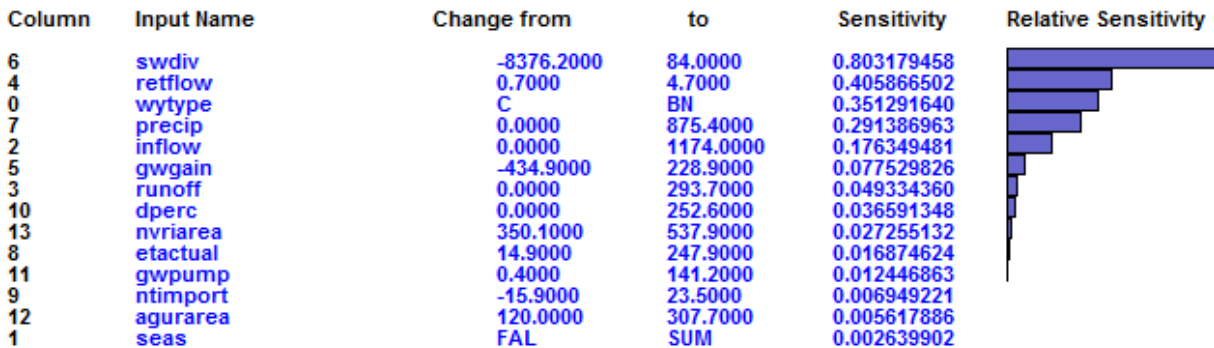 Column Input Name Change from to Sensitivity Relative Sensitivity
6 swdiv -8376.2000 84.0000 0.803179458
4 retflow 0.7000 4.7000 0.405866502
0 wytype C BN 0.351291640
7 precip 0.0000 875.4000 0.291386963
2 inflow 0.0000 1174.0000 0.176349481
5 gwgain -434.9000 228.9000 0.077529826
3 runoff 0.0000 293.7000 0.049334360
10 dperc 0.0000 252.6000 0.036591348
13 nvriarea 350.1000 537.9000 0.027255132
8 etactual 14.9000 247.9000 0.016874624
11 gwpump 0.4000 141.2000 0.012446863
9 ntimport -15.9000 23.5000 0.006949221
12 agurarea 120.0000 307.7000 0.005617886
1 seas FAL SUM 0.002639902